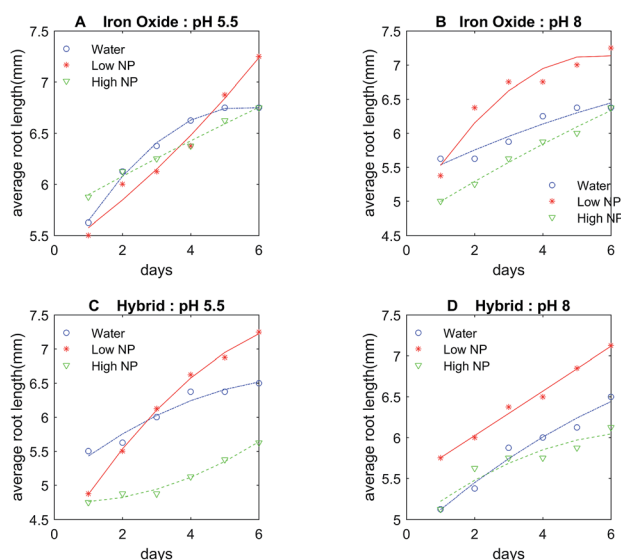 A Iron Oxide : pH 5.5
7.5
7
6.5
6
5.5
0 2 4 6
average root length(mm)
days
Water
Low NP
High NP
B Iron Oxide : pH 8
7.5
7
6.5
6
5.5
5
4.5
0 2 4 6
average root length(mm)
days
Water
Low NP
High NP
C Hybrid : pH 5.5
7.5
7
6.5
6
5.5
5
4.5
0 2 4 6
average root length(mm)
days
Water
Low NP
High NP
D Hybrid : pH 8
7.5
7
6.5
6
5.5
5
0 2 4 6
average root length(mm)
days
Water
Low NP
High NP